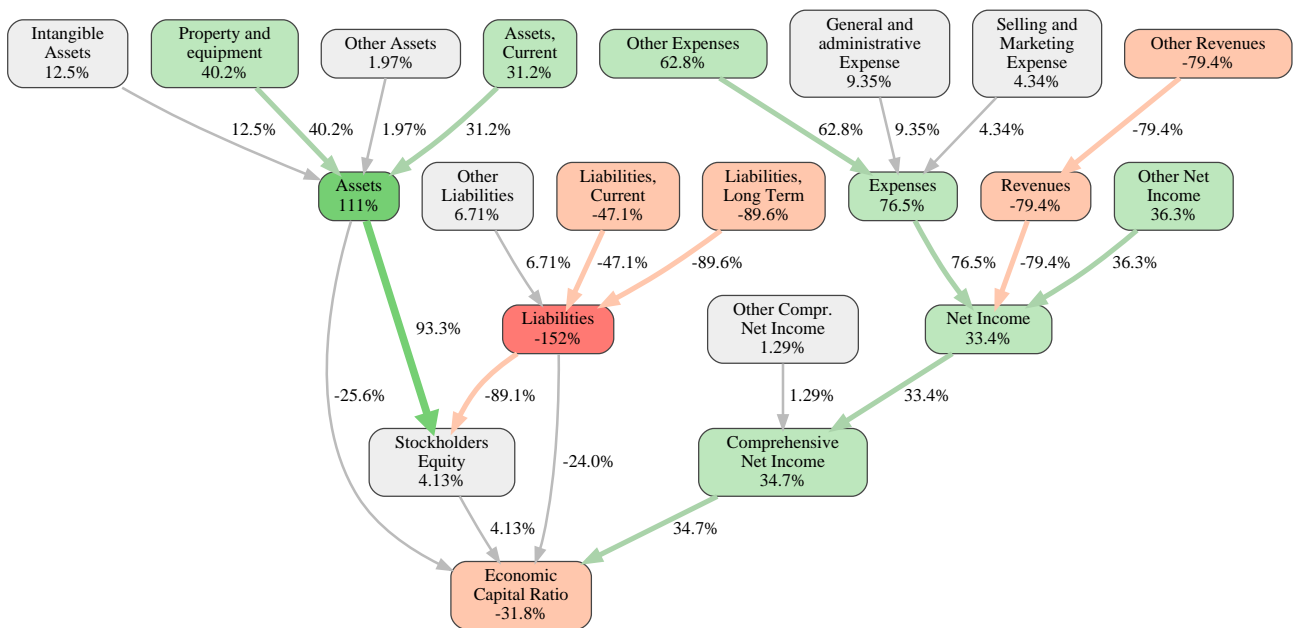 Intangible
Assets
12.5%
Property and
equipment
40.2%
Other Assets
1.97%
Assets,
Current
31.2%
Other Expenses
62.8%
General and
administrative
Expense
9.35%
Selling and
Marketing
Expense
4.34%
Other Revenues
-79.4%
12.5%
40.2%
1.97%
31.2%
62.8%
9.35%
4.34%
-79.4%
Assets
111%
Other
Liabilities
6.71%
Liabilities,
Current
-47.1%
Liabilities,
Long Term
-89.6%
Expenses
76.5%
Revenues
-79.4%
Other Net
Income
36.3%
6.71%
-47.1%
-89.6%
76.5%
-79.4%
36.3%
93.3%
Liabilities
-152%
Other Compr.
Net Income
1.29%
Net Income
33.4%
-25.6%
-89.1%
1.29%
33.4%
Stockholders
Equity
4.13%
-24.0%
Comprehensive
Net Income
34.7%
4.13%
34.7%
Economic
Capital Ratio
-31.8%